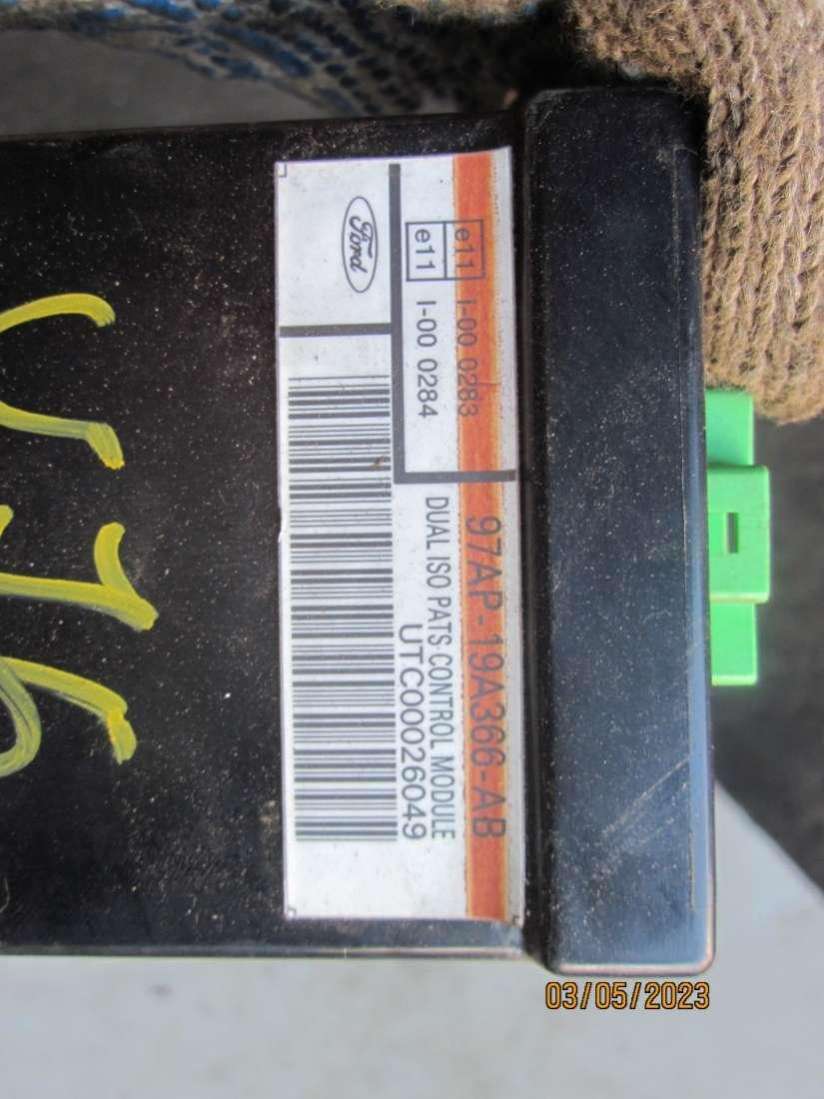 Ford
e11 I-00 0283
e11 I-00 0284
97AP-19A366-AB
DUAL ISO PATS CONTROL MODULE
UTC00026049
03/05/2023